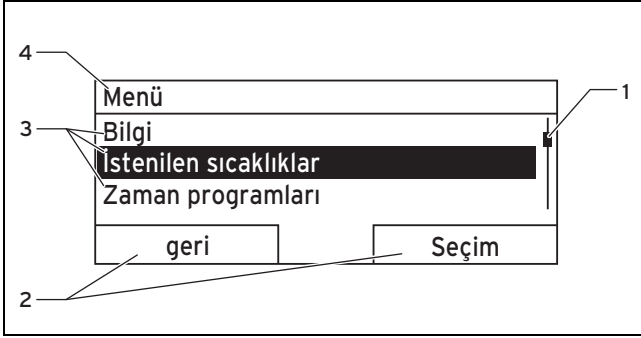 4
Menü
1
3
Bilgi
İstenilen sıcaklıklar
Zaman programları
geri Seçim
2